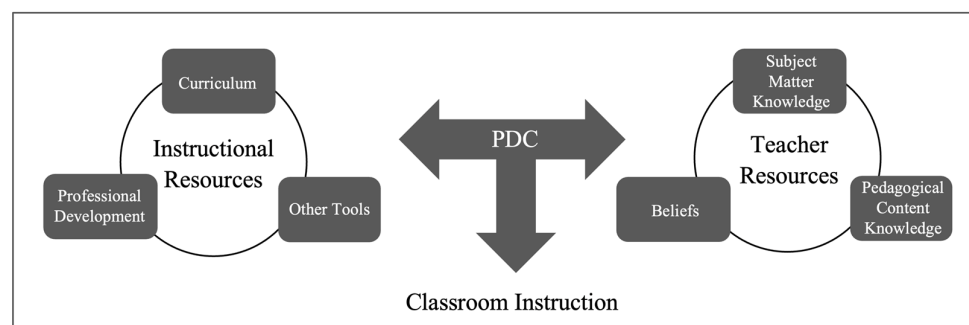 Curriculum
Instructional
Resources
Professional
Development
Other Tools
PDC
Classroom Instruction
Subject
Matter
Knowledge
Teacher
Resources
Beliefs
Pedagogical
Content
Knowledge